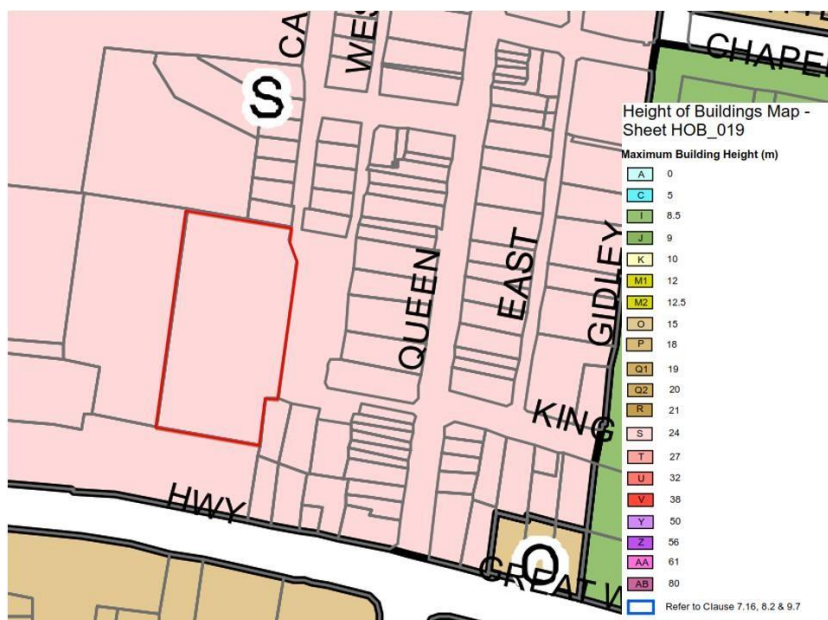 CA
WES
CHAPEL
S
QUEEN
EAST
GIDLEY
KING
HWY
O
GREAT W
Height of Buildings Map -
Sheet HOB_019
Maximum Building Height (m)
A 0
C 5
I 8.5
J 9
K 10
M1 12
M2 12.5
O 15
P 18
Q1 19
Q2 20
R 21
S 24
T 27
U 32
V 38
Y 50
Z 56
AA 61
AB 80
Refer to Clause 7.16, 8.2 & 9.7